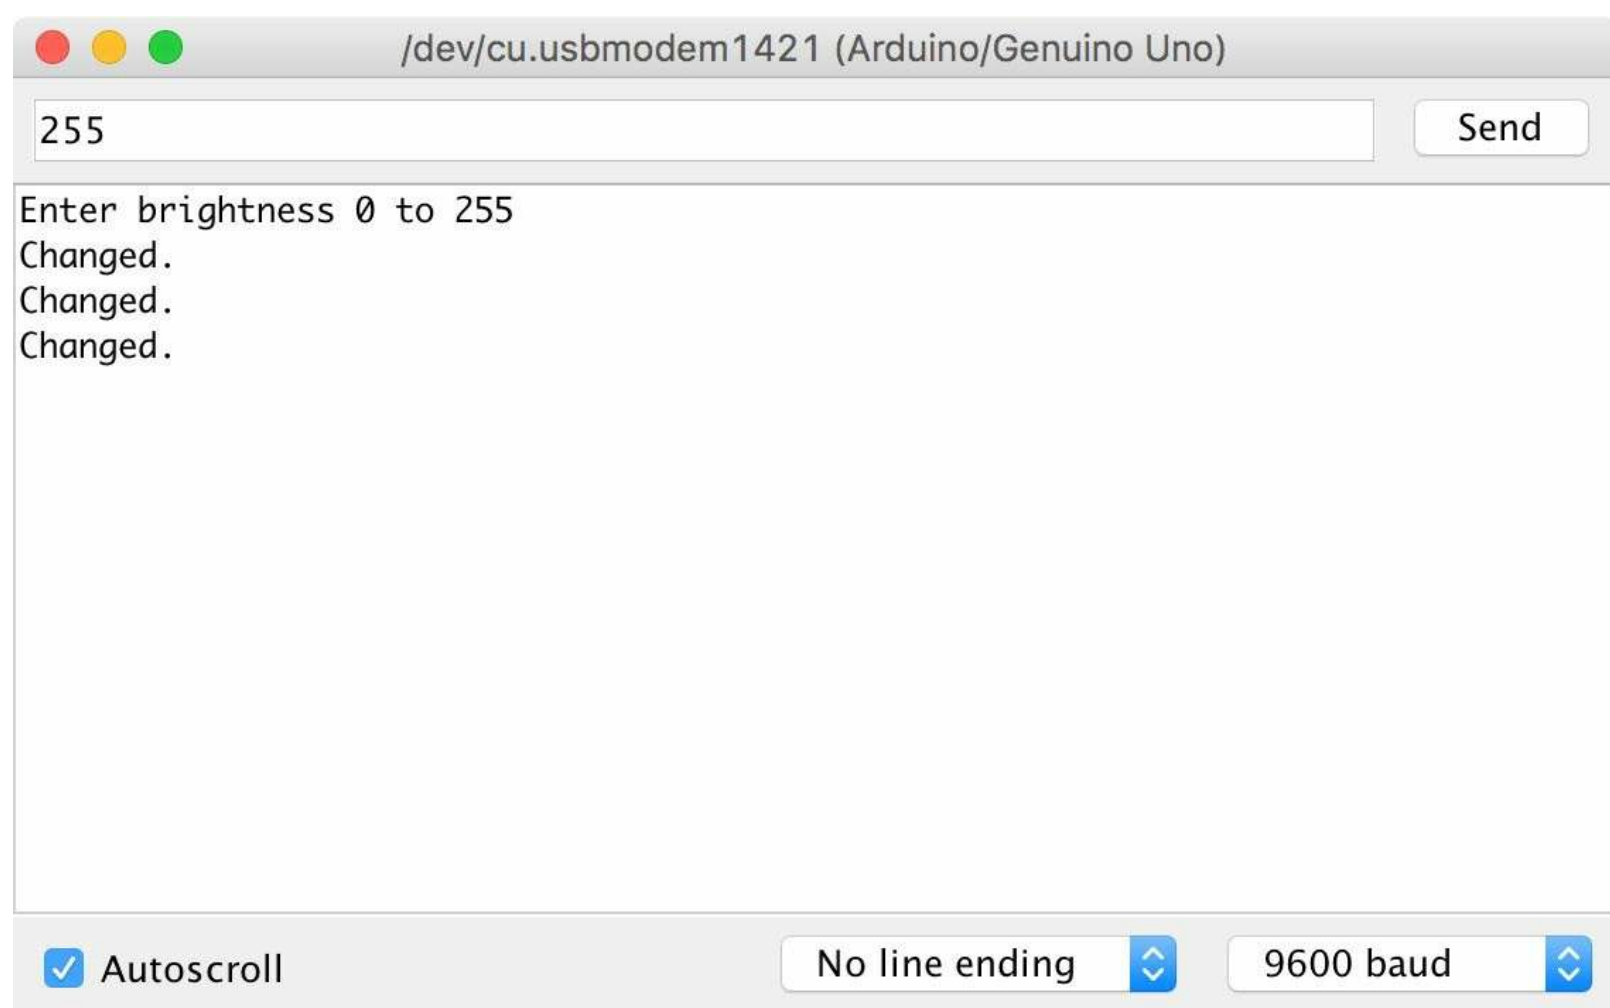 /dev/cu.usbmodem1421 (Arduino/Genuino Uno)
255
Send
Enter brightness 0 to 255
Changed.
Changed.
Changed.
Autoscroll
No line ending
9600 baud